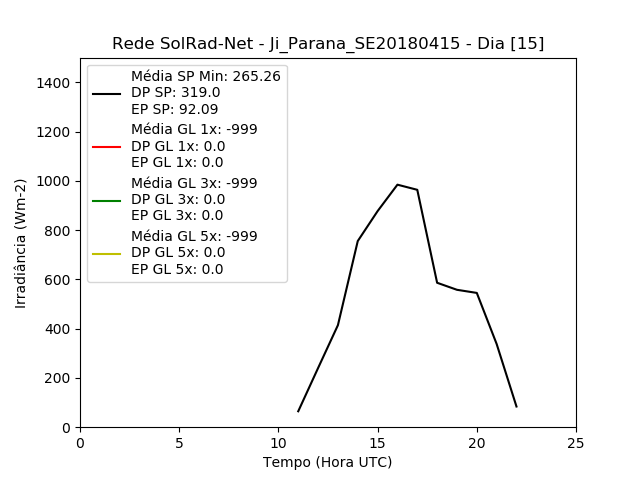 Rede SolRad-Net - Ji_Parana_SE20180415 - Dia [15]
Média SP Min: 265.26
DP SP: 319.0
EP SP: 92.09
Média GL 1x: -999
DP GL 1x: 0.0
EP GL 1x: 0.0
Média GL 3x: -999
DP GL 3x: 0.0
EP GL 3x: 0.0
Média GL 5x: -999
DP GL 5x: 0.0
EP GL 5x: 0.0
Irradiância (Wm-2)
1400
1200
1000
800
600
400
200
0
0 5 10 15 20 25
Tempo (Hora UTC)